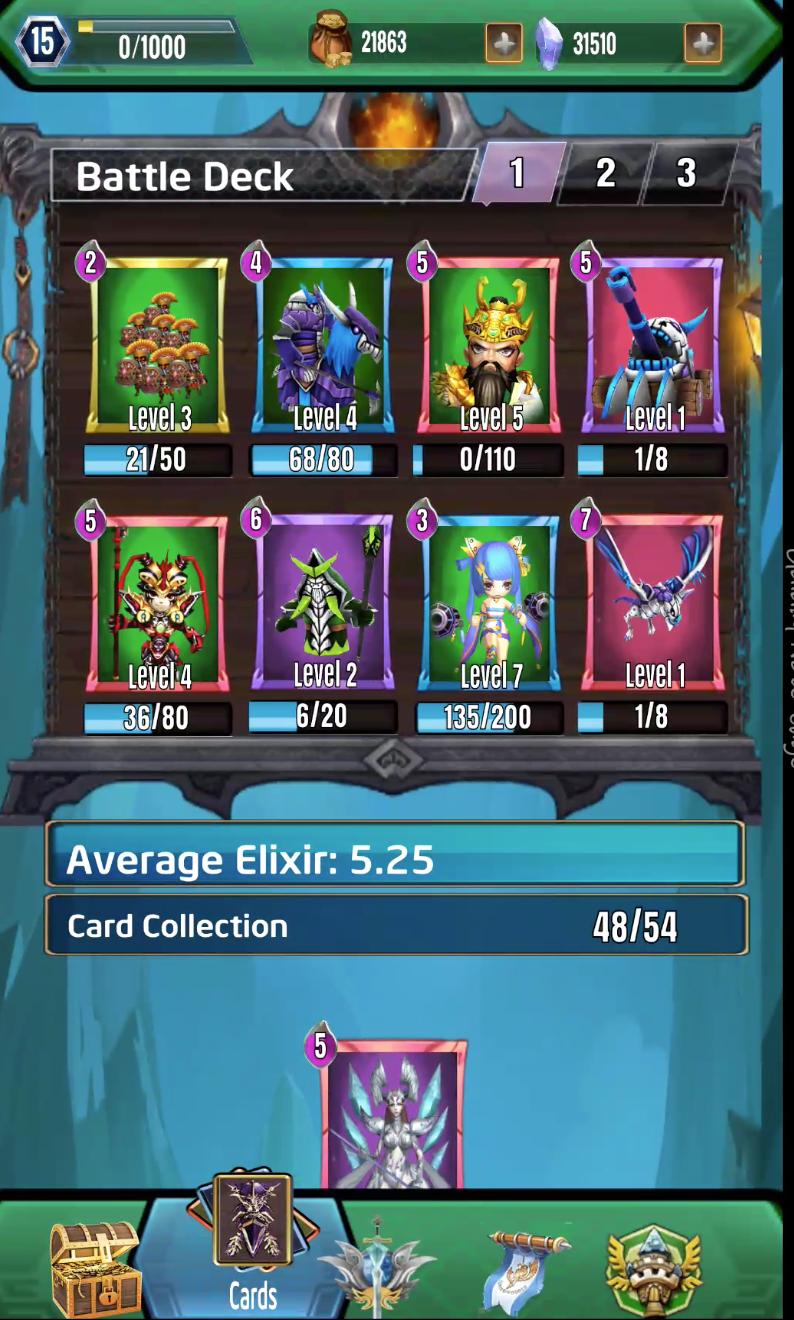 15 0/1000 21863 31510
Battle Deck 1 2 3
2 4 5 5
Level 3 Level 4 Level 5 Level 1
21/50 68/80 0/110 1/8
5 6 3 7
Level 4 Level 2 Level 7 Level 1
36/80 6/20 135/200 1/8
Average Elixir: 5.25
Card Collection 48/54
5
Cards